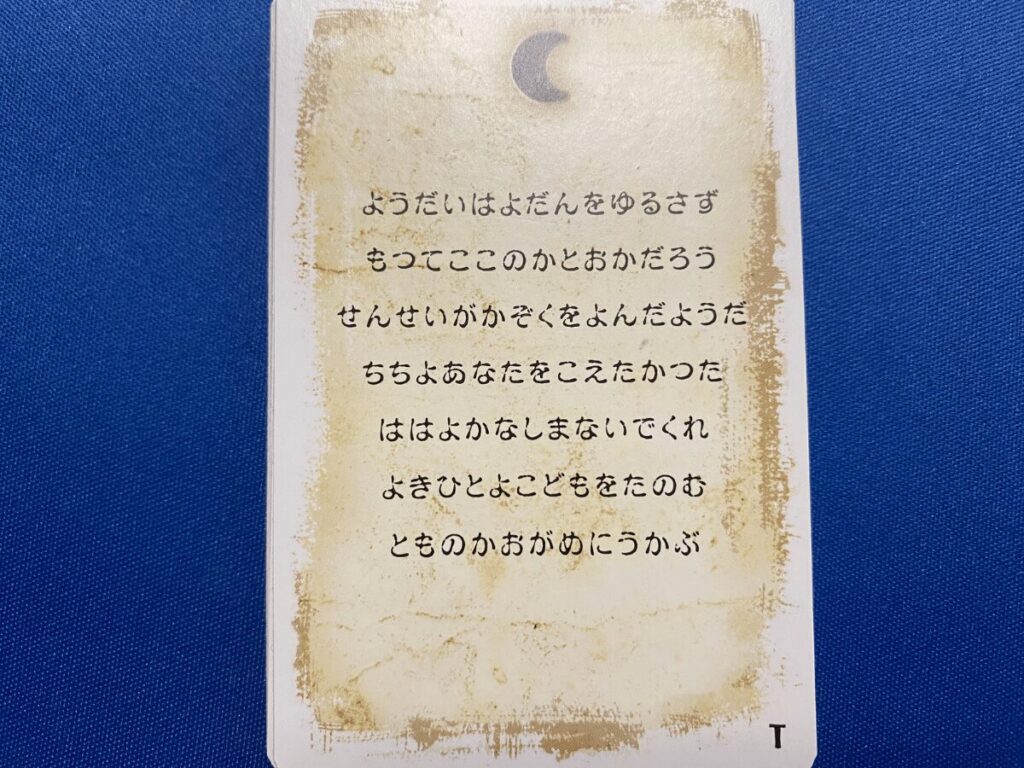 ようだいはよだんをゆるさず
もつてここのかとおかだろう
せんせいがかぞくをよんだようだ
ちちよあなたをこえたかつた
ははよかなしまないでくれ
よきひとよこどもをたのむ
とものかおがめにうかぶ
T